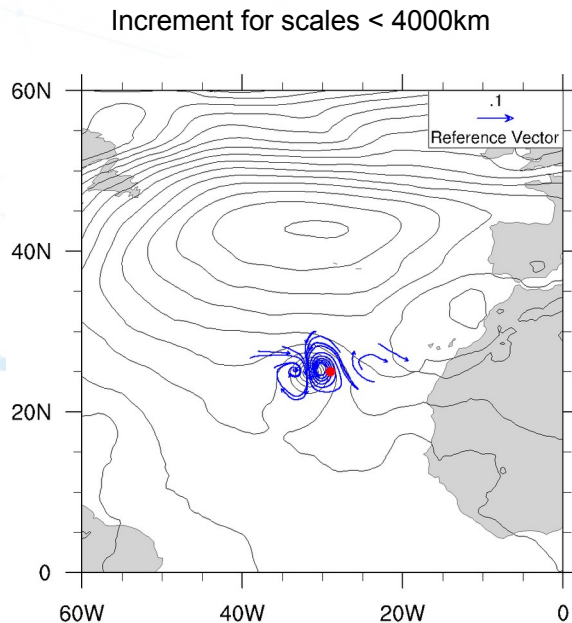 Increment for scales < 4000km
60N
.1
Reference Vector
40N
20N
0
60W 40W 20W 0